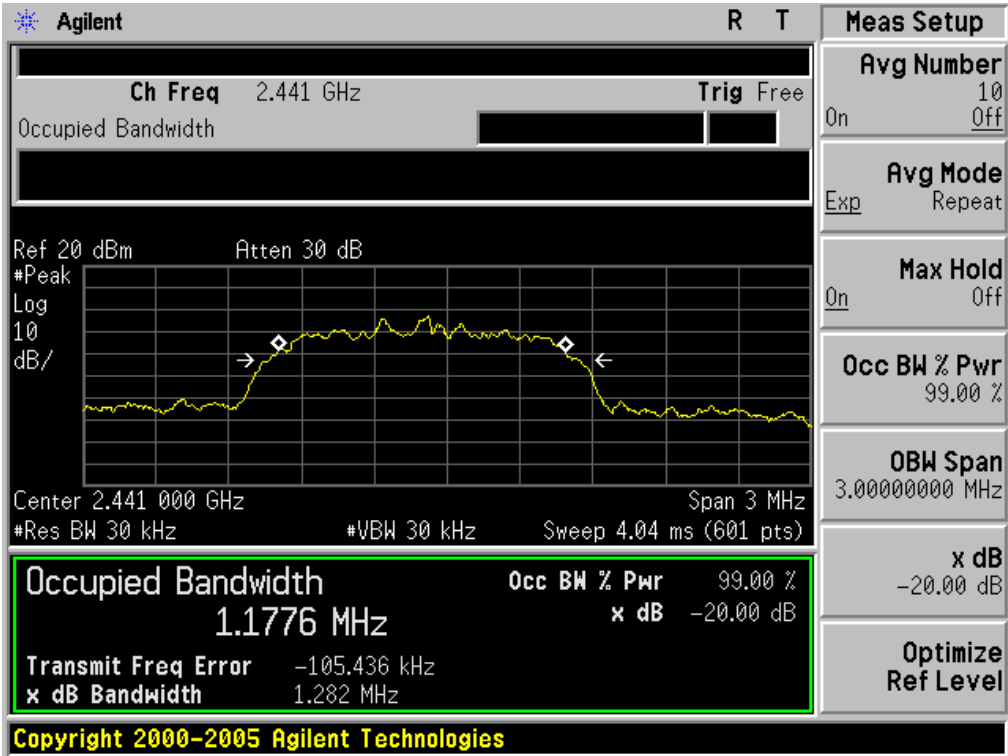 Agilent R T Meas Setup
Ch Freq 2.441 GHz Trig Free
Occupied Bandwidth
Avg Number
10
On Off
Avg Mode
Exp Repeat
Max Hold
On Off
Occ BW % Pwr
99.00 %
OBW Span
3.00000000 MHz
x dB
-20.00 dB
Optimize
Ref Level
Ref 20 dBm Atten 30 dB
#Peak
Log
10
dB/
Center 2.441 000 GHz Span 3 MHz
#Res BW 30 kHz #VBW 30 kHz Sweep 4.04 ms (601 pts)
Occupied Bandwidth Occ BW % Pwr 99.00 %
1.1776 MHz x dB -20.00 dB
Transmit Freq Error -105.436 kHz
x dB Bandwidth 1.282 MHz
Copyright 2000-2005 Agilent Technologies